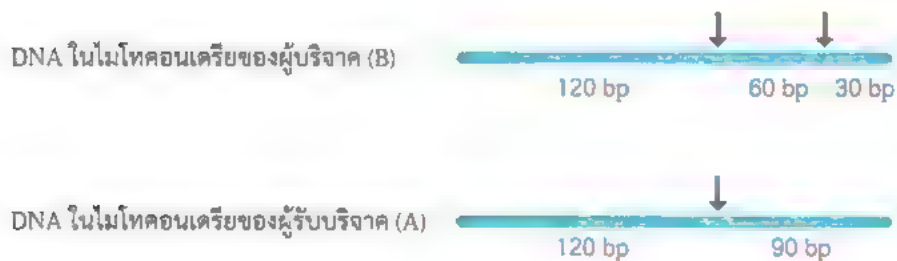 DNA ในไมโทคอนเดรียของผู้บริจาค (B)
120 bp 60 bp 30 bp
DNA ในไมโทคอนเดรียของผู้รับบริจาค (A)
120 bp 90 bp